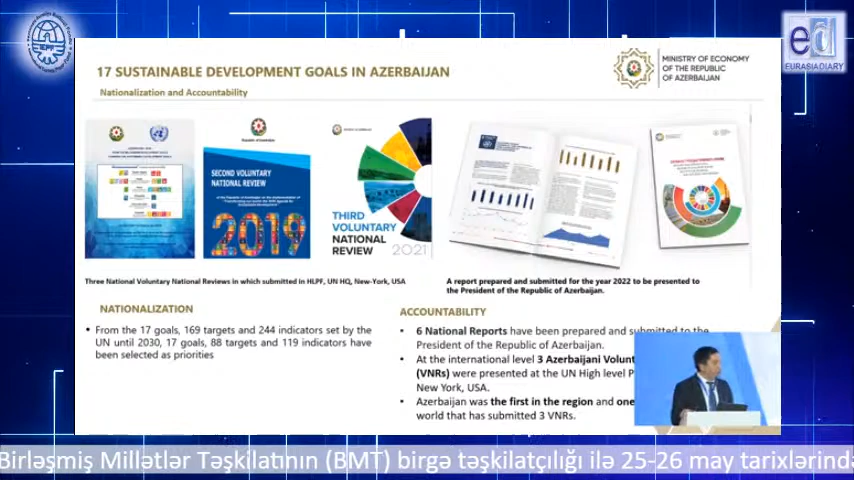 ed
EURASIADIARY
17 SUSTAINABLE DEVELOPMENT GOALS IN AZERBAIJAN
MINISTRY OF ECONOMY
OF THE REPUBLIC
OF AZERBAIJAN
Nationalization and Accountability
SECOND VOLUNTARY
NATIONAL REVIEW
2019
THIRD
VOLUNTARY
NATIONAL
REVIEW 2021
Three National Voluntary National Reviews in which submitted in HLPF, UN HQ, New-York, USA
A report prepared and submitted for the year 2022 to be presented to
the President of the Republic of Azerbaijan.
NATIONALIZATION
• From the 17 goals, 169 targets and 244 indicators set by the
UN until 2030, 17 goals, 88 targets and 119 indicators have
been selected as priorities
ACCOUNTABILITY
• 6 National Reports have been prepared and submitted to the
President of the Republic of Azerbaijan.
• At the international level 3 Azerbaijani Volunt
(VNRs) were presented at the UN High level P
New York, USA.
• Azerbaijan was the first in the region and one
world that has submitted 3 VNRs.
Birləşmiş Millətlər Təşkilatının (BMT) birgə təşkilatçılığı ilə 25-26 may tarixlərində